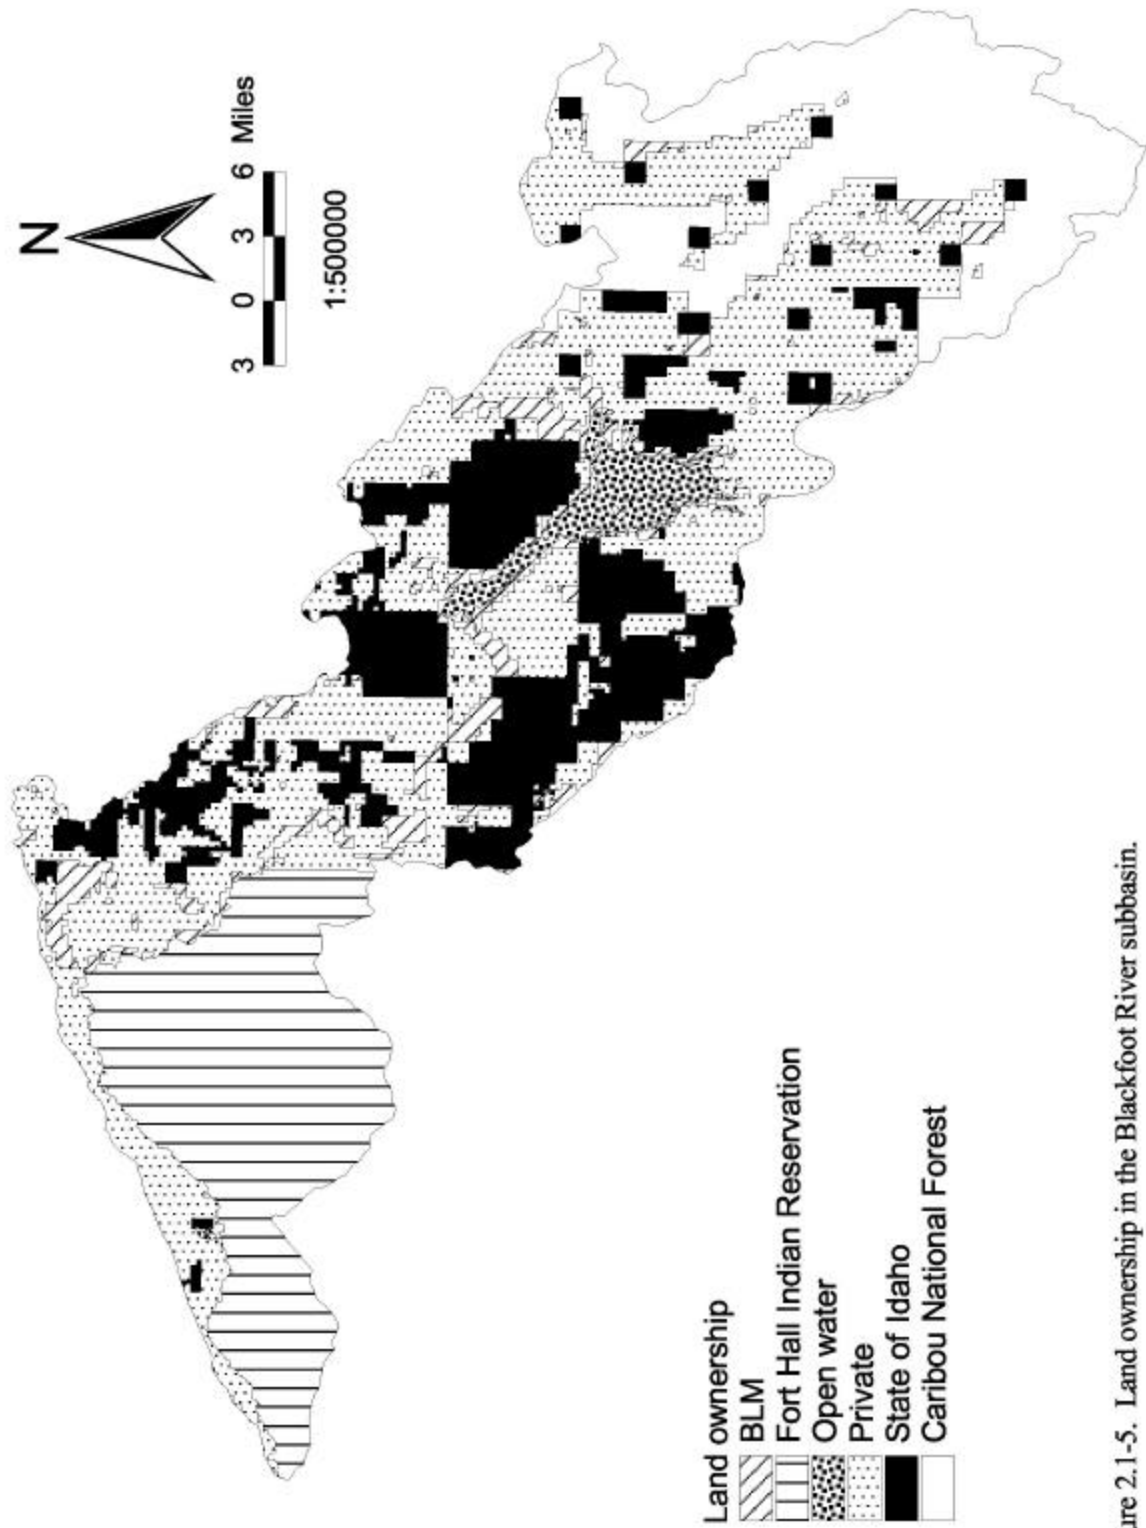 N
3 0 3 6 Miles
1:500000
Land ownership
BLM
Fort Hall Indian Reservation
Open water
Private
State of Idaho
Caribou National Forest
ure 2.1-5. Land ownership in the Blackfoot River subbasin.